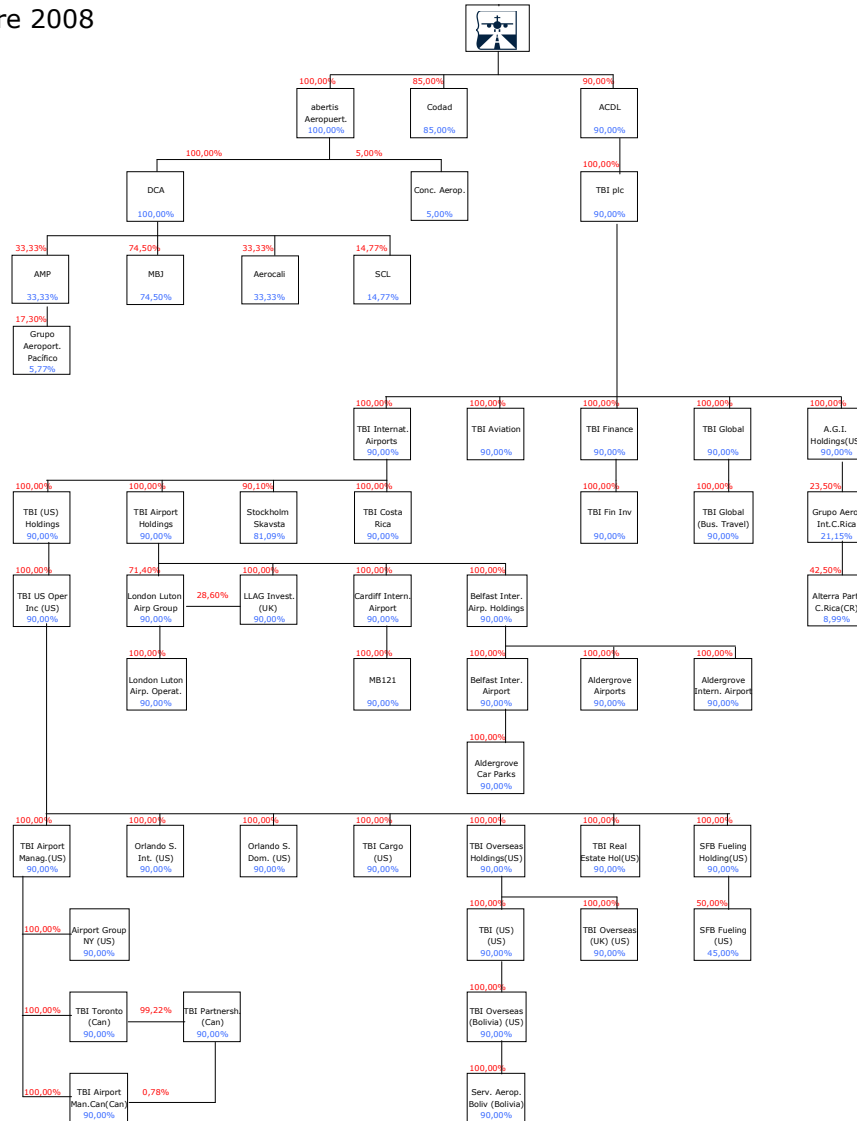 re 2008
100,00%
85,00%
90,00%
abertis
Aeropuert.
100,00%
Codad
85,00%
ACDL
90,00%
100,00%
5,00%
100,00%
DCA
100,00%
Conc. Aerop.
5,00%
TBI plc
90,00%
33,33%
74,50%
33,33%
14,77%
AMP
33,33%
MBJ
74,50%
Aerocali
33,33%
SCL
14,77%
17,30%
Grupo
Aeroport.
Pacífico
5,77%
100,00%
100,00%
100,00%
100,00%
100,00%
TBI Internat.
Airports
90,00%
TBI Aviation
90,00%
TBI Finance
90,00%
TBI Global
90,00%
A.G.I.
Holdings(US
90,00%
100,00%
100,00%
90,10%
100,00%
100,00%
100,00%
23,50%
TBI (US)
Holdings
90,00%
TBI Airport
Holdings
90,00%
Stockholm
Skavsta
81,09%
TBI Costa
Rica
90,00%
TBI Fin Inv
90,00%
TBI Global
(Bus. Travel)
90,00%
Grupo Aero
Int.C.Rica
21,15%
100,00%
71,40%
100,00%
100,00%
100,00%
42,50%
TBI US Oper
Inc (US)
90,00%
London Luton
Airp Group
90,00%
28,60%
LLAG Invest.
(UK)
90,00%
Cardiff Intern.
Airport
90,00%
Belfast Inter.
Airp. Holdings
90,00%
Alterra Part
C.Rica(CR)
8,99%
100,00%
100,00%
100,00%
100,00%
100,00%
London Luton
Airp. Operat.
90,00%
MB121
90,00%
Belfast Inter.
Airport
90,00%
Aldergrove
Airports
90,00%
Aldergrove
Intern. Airport
90,00%
100,00%
Aldergrove
Car Parks
90,00%
100,00%
100,00%
100,00%
100,00%
100,00%
100,00%
100,00%
TBI Airport
Manag.(US)
90,00%
Orlando S.
Int. (US)
90,00%
Orlando S.
Dom. (US)
90,00%
TBI Cargo
(US)
90,00%
TBI Overseas
Holdings(US)
90,00%
TBI Real
Estate Hol(US)
90,00%
SFB Fueling
Holding(US)
90,00%
100,00%
100,00%
100,00%
50,00%
Airport Group
NY (US)
90,00%
TBI (US)
(US)
90,00%
TBI Overseas
(UK) (US)
90,00%
SFB Fueling
(US)
45,00%
100,00%
99,22%
100,00%
TBI Toronto
(Can)
90,00%
TBI Partnersh.
(Can)
90,00%
TBI Overseas
(Bolivia) (US)
90,00%
100,00%
0,78%
100,00%
TBI Airport
Man.Can(Can)
90,00%
Serv. Aerop.
Boliv (Bolivia)
90,00%